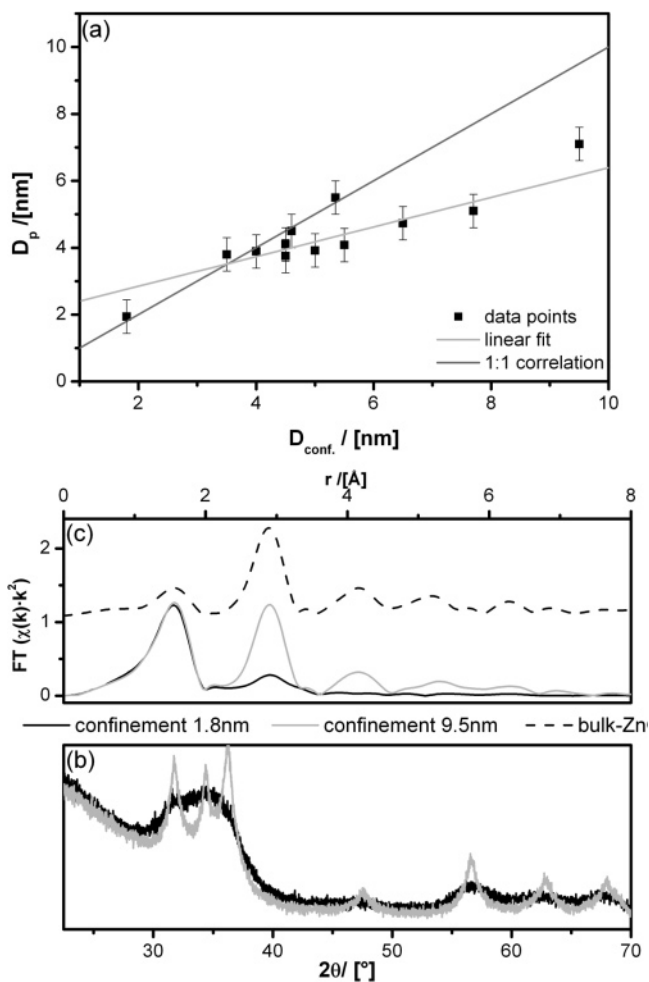 (a)
10
8
6
4
2
0
D_p /[nm]
data points
linear fit
1:1 correlation
2 4 6 8 10
D_conf. / [nm]
r /[Å]
0 2 4 6 8
(c)
2
1
0
FT (χ(k)·k²)
confinement 1.8nm confinement 9.5nm bulk-Zn
(b)
30 40 50 60 70
2θ/ [°]